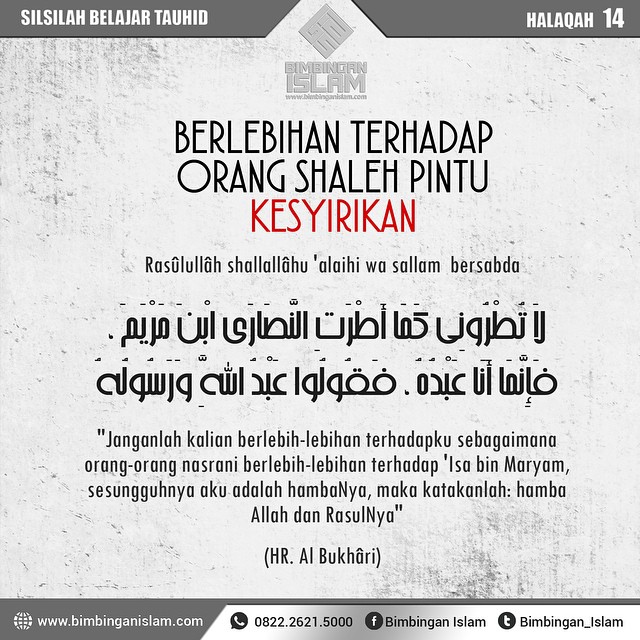 SILSILAH BELAJAR TAUHID
HALAQAH 14
BIMBINGAN
ISLAM
www.bimbinganislam.com
BERLEBIHAN TERHADAP
ORANG SHALEH PINTU
KESYIRIKAN
Rasûlullâh shallallâhu 'alaihi wa sallam bersabda
لَا تُطْرُونِى كَمَا أَطْرَتِ النَّصَارَى ابْنَ مَرْيَمَ ،
فَإِنَّمَا أَنَا عَبْدُهُ ، فَقُولُوا عَبْدُ اللَّهِ وَرَسُولُهُ
"Janganlah kalian berlebih-lebihan terhadapku sebagaimana
orang-orang nasrani berlebih-lebihan terhadap 'Isa bin Maryam,
sesungguhnya aku adalah hambaNya, maka katakanlah: hamba
Allah dan RasulNya"
(HR. Al Bukhâri)
www.bimbinganislam.com 0822.2621.5000 Bimbingan Islam Bimbingan_Islam